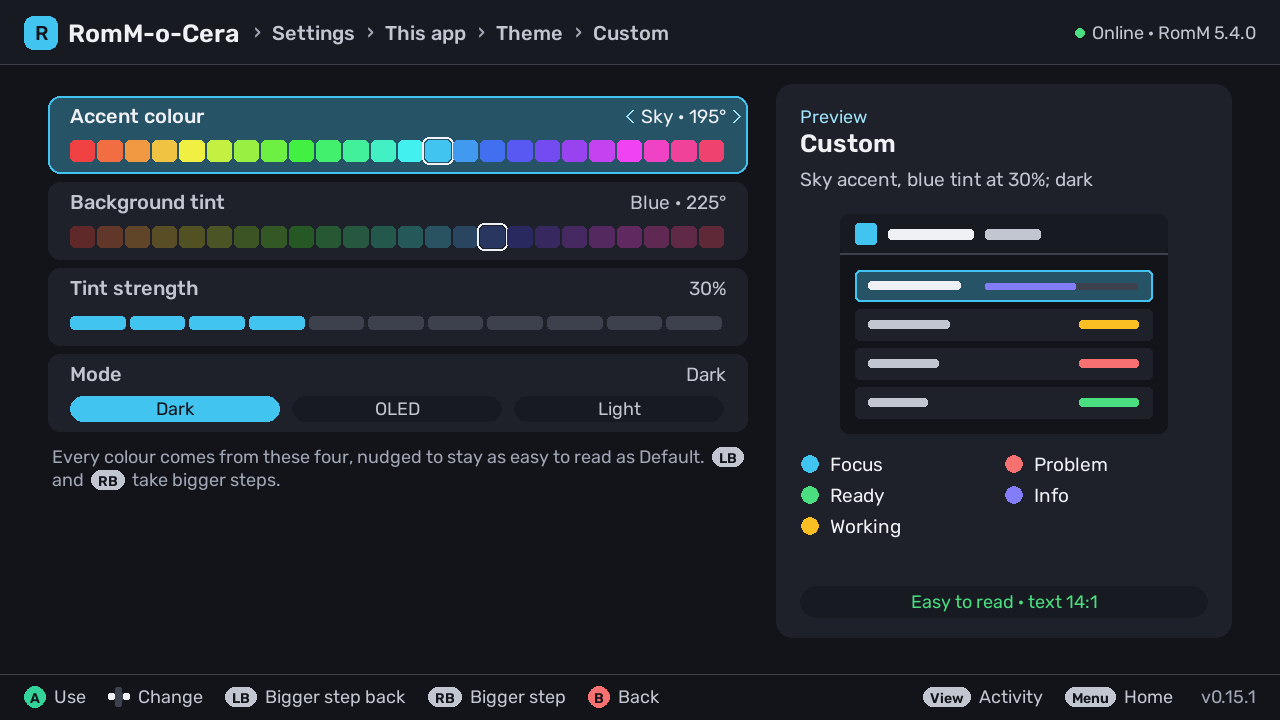 R RomM-o-Cera › Settings › This app › Theme › Custom
Online • RomM 5.4.0
Accent colour
Sky • 195°
Background tint
Blue • 225°
Tint strength
30%
Mode
Dark
Dark
OLED
Light
Every colour comes from these four, nudged to stay as easy to read as Default. LB
and RB take bigger steps.
Preview
Custom
Sky accent, blue tint at 30%; dark
Focus
Problem
Ready
Info
Working
Easy to read • text 14:1
A Use
Change
LB Bigger step back
RB Bigger step
B Back
View Activity
Menu Home
v0.15.1